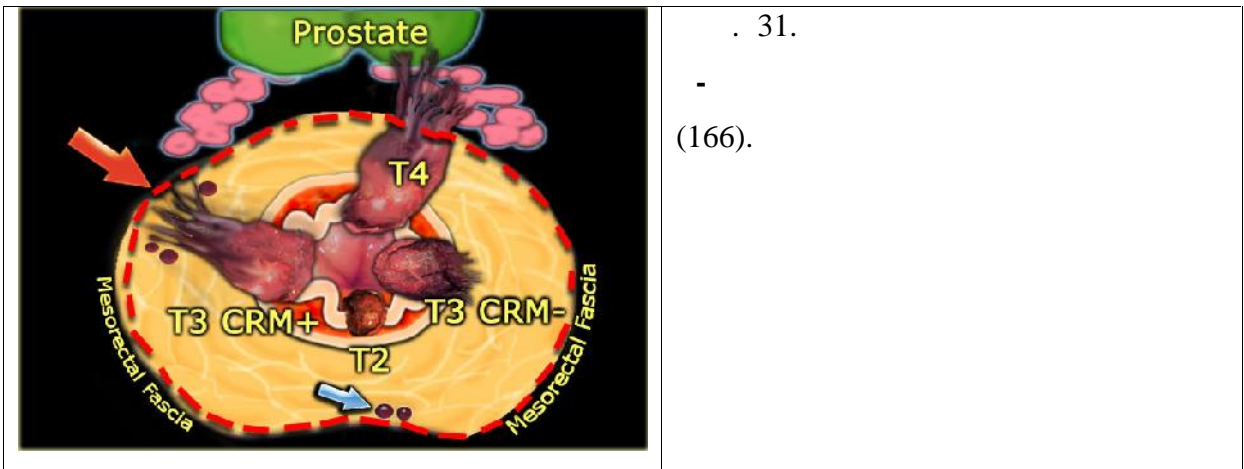 Prostate
T4
T3 CRM+
T3 CRM-
T2
Mesorectal Fascia
Mesorectal Fascia
. 31.
-
(166).